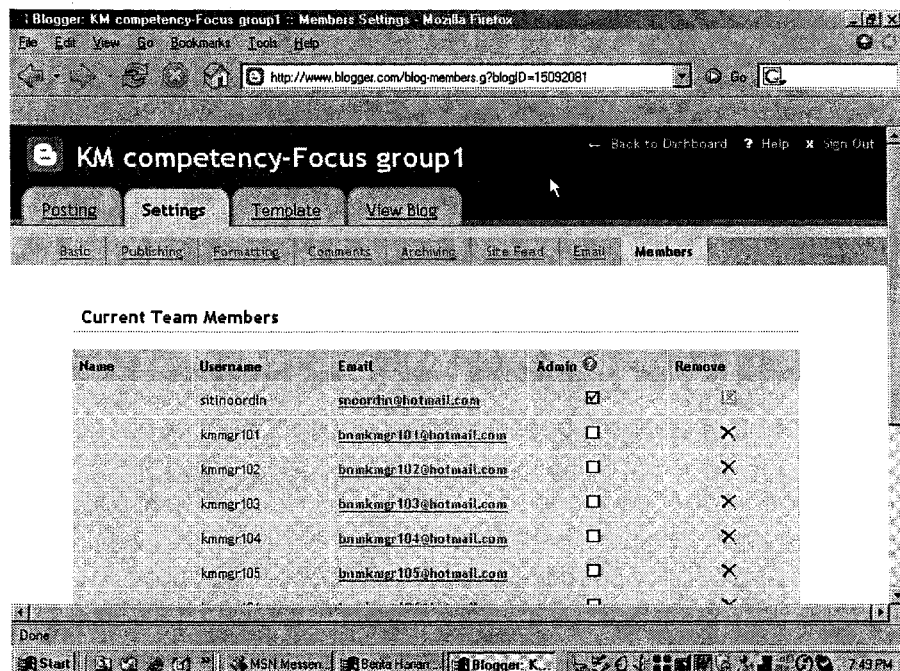 Blogger: KM competency-Focus group1 :: Members Settings - Mozilla Firefox
File Edit View Go Bookmarks Tools Help
http://www.blogger.com/blog-members.g?blogID=15092081 Go
KM competency-Focus group1
← Back to Dashboard ? Help x Sign Out
Posting Settings Template View Blog
Basic Publishing Formatting Comments Archiving Site Feed Email Members
Current Team Members
Name Username Email Admin ? Remove
sitinoordin snoordin@hotmail.com
kmmgr101 bnmkmgr101@hotmail.com
kmmgr102 bnmkmgr102@hotmail.com
kmmgr103 bnmkmgr103@hotmail.com
kmmgr104 bnmkmgr104@hotmail.com
kmmgr105 bnmkmgr105@hotmail.com
Done
Start MSN Messen... Berita Harian... Blogger: K... 7:49 PM